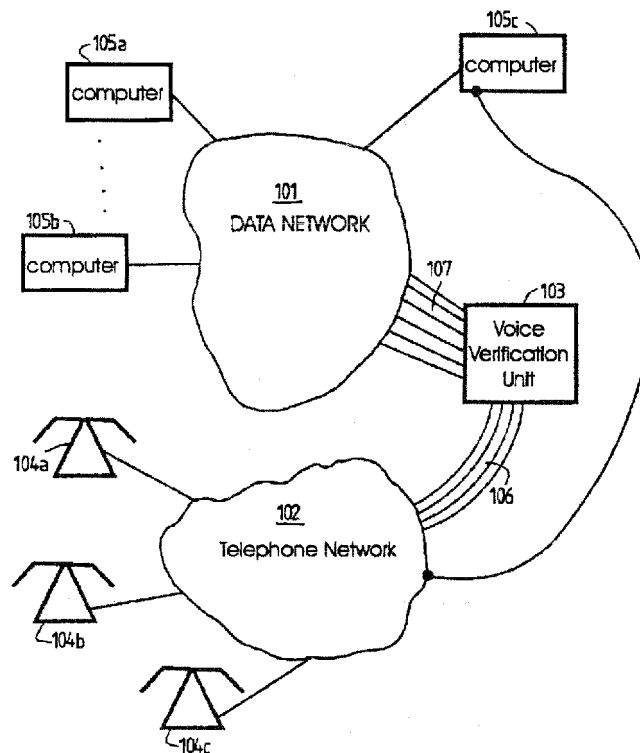 105a
computer
105c
computer
101
DATA NETWORK
105b
computer
107
103
Voice
Verification
Unit
104a
106
102
Telephone Network
104b
104c